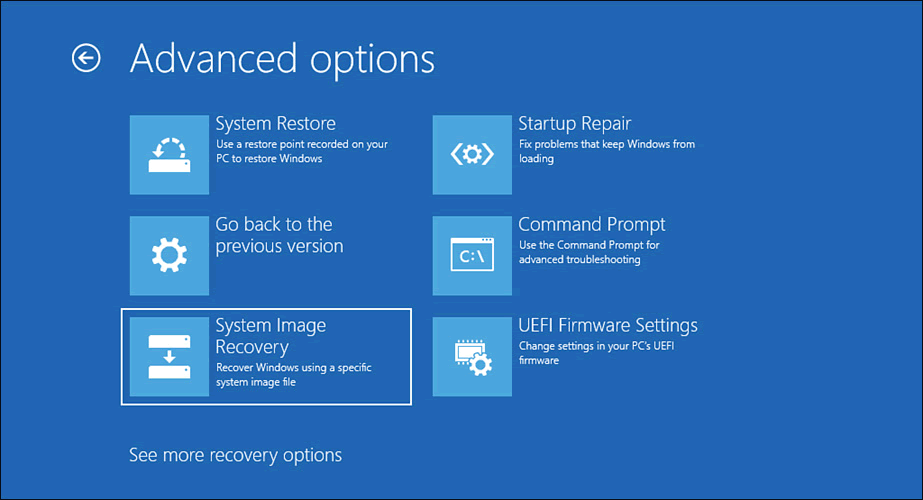 Advanced options
System Restore
Use a restore point recorded on your
PC to restore Windows
Startup Repair
Fix problems that keep Windows from
loading
Go back to the
previous version
Command Prompt
Use the Command Prompt for
advanced troubleshooting
C:\
System Image
Recovery
Recover Windows using a specific
system image file
UEFI Firmware Settings
Change settings in your PC's UEFI
firmware
See more recovery options